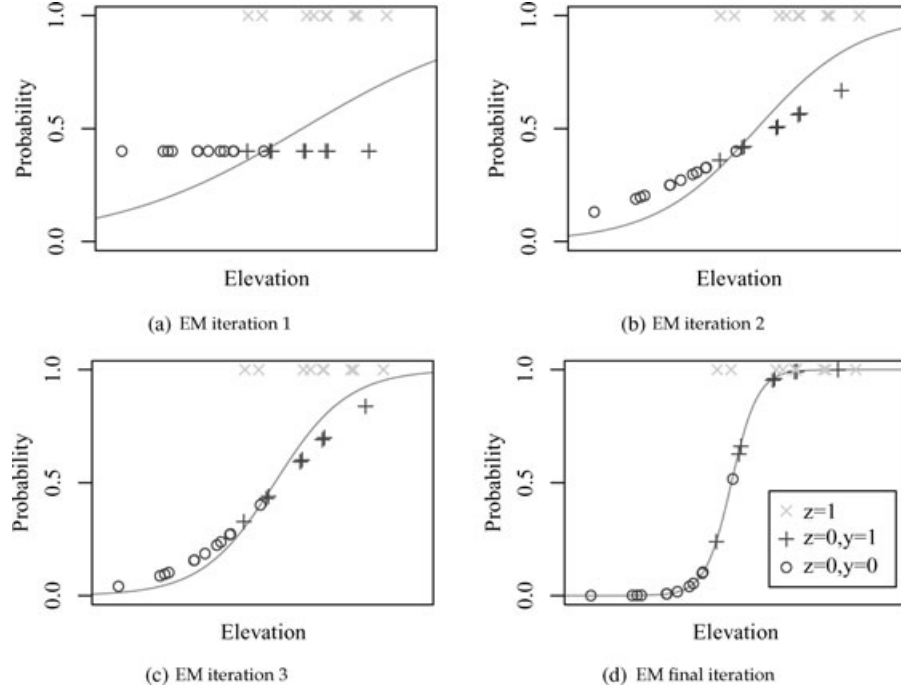 1.0
0.5
0.0
Probability
Elevation
(a) EM iteration 1
1.0
0.5
0.0
Probability
Elevation
(b) EM iteration 2
1.0
0.5
0.0
Probability
Elevation
(c) EM iteration 3
1.0
0.5
0.0
Probability
z=1
z=0,y=1
z=0,y=0
Elevation
(d) EM final iteration